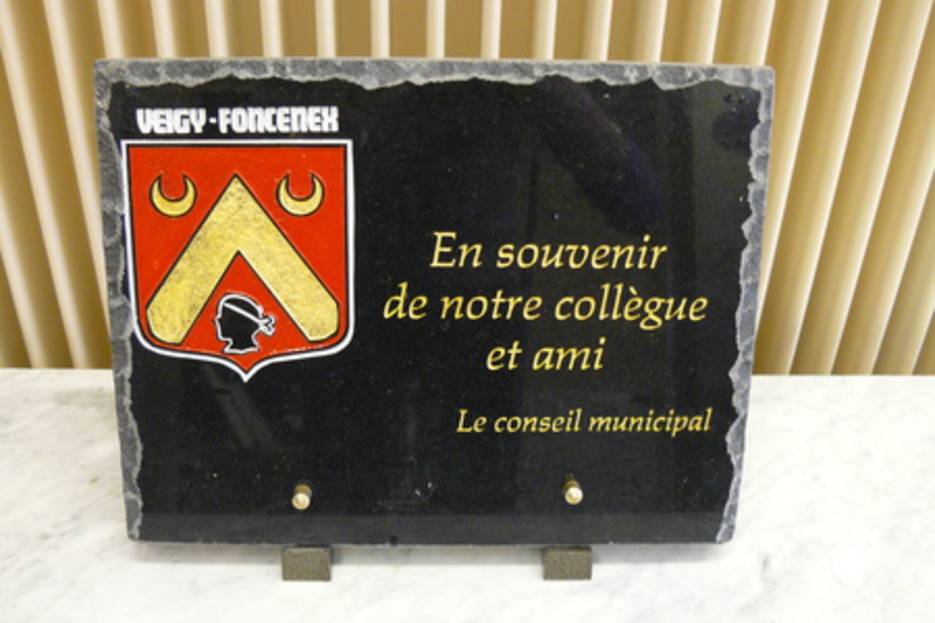 VEIGY-FONCENEX
En souvenir
de notre collègue
et ami
Le conseil municipal